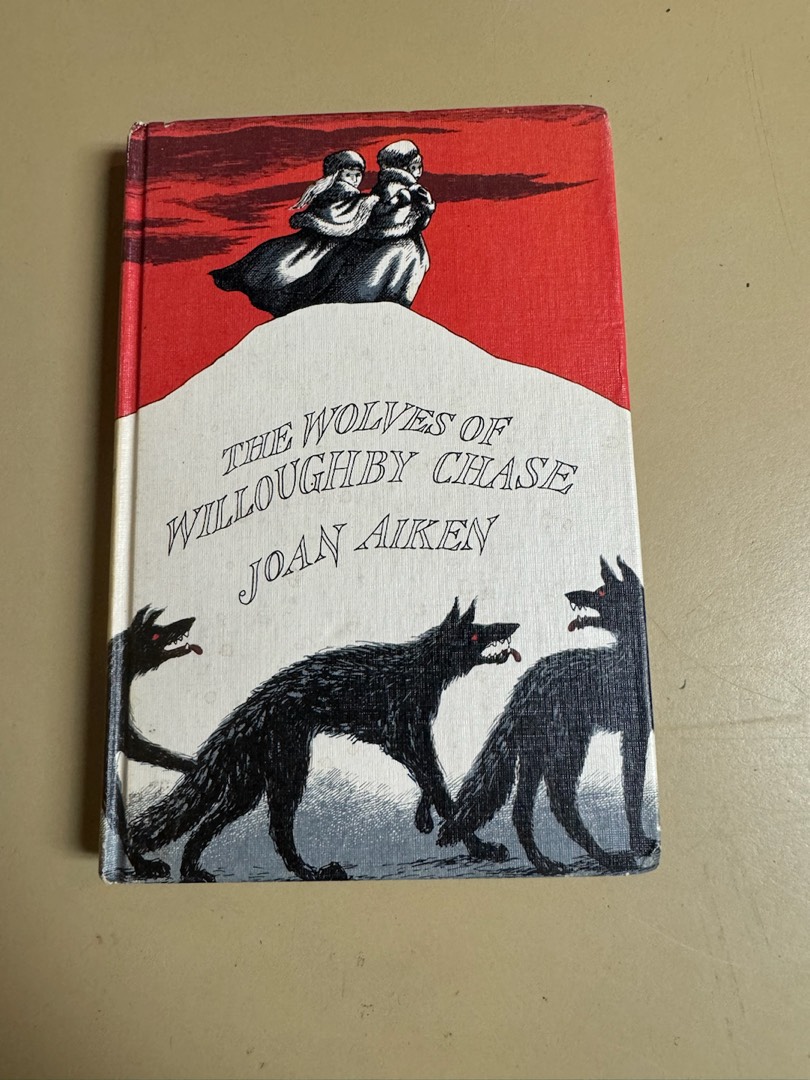 THE WOLVES OF
WILLOUGHBY CHASE
JOAN AIKEN